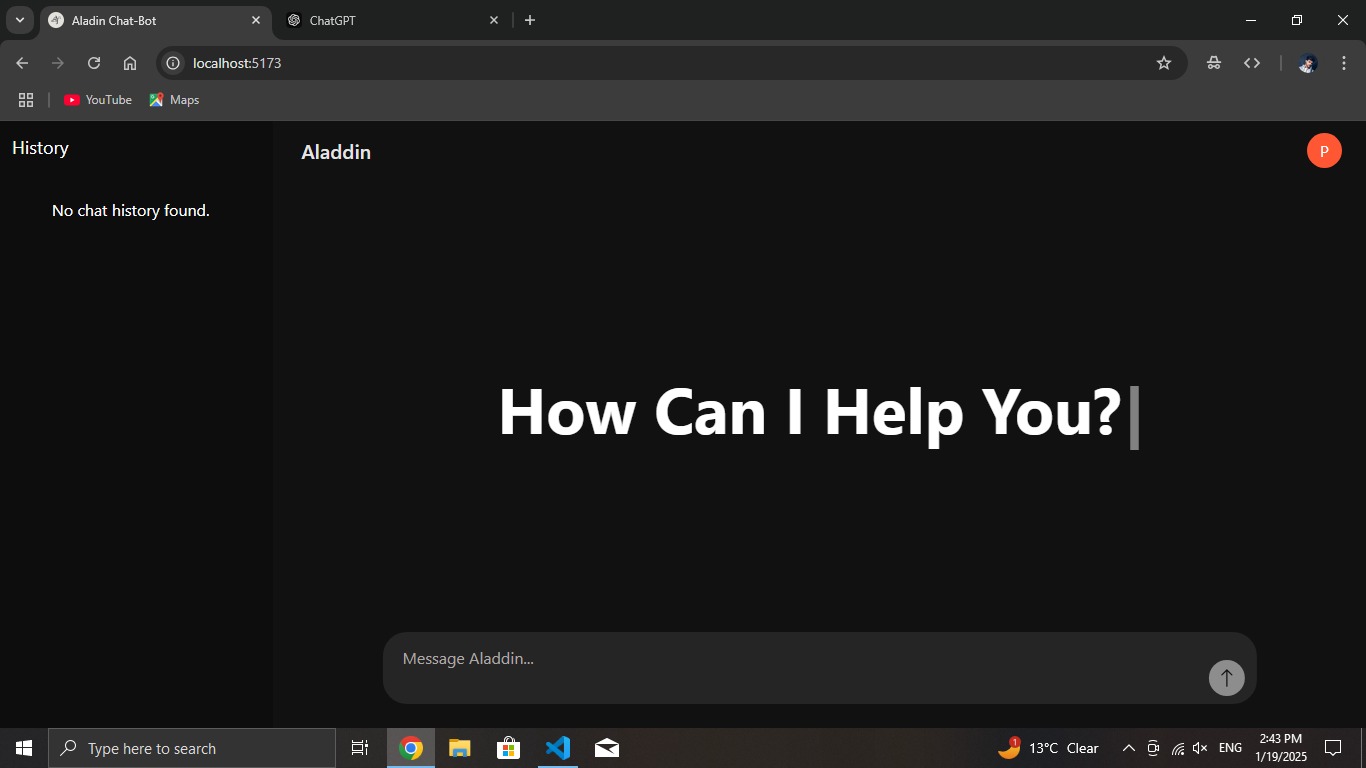 Aladin Chat-Bot
ChatGPT
localhost:5173
YouTube
Maps
History
Aladdin
P
No chat history found.
How Can I Help You?
Message Aladdin...
Type here to search
1
13°C Clear
ENG
2:43 PM
1/19/2025